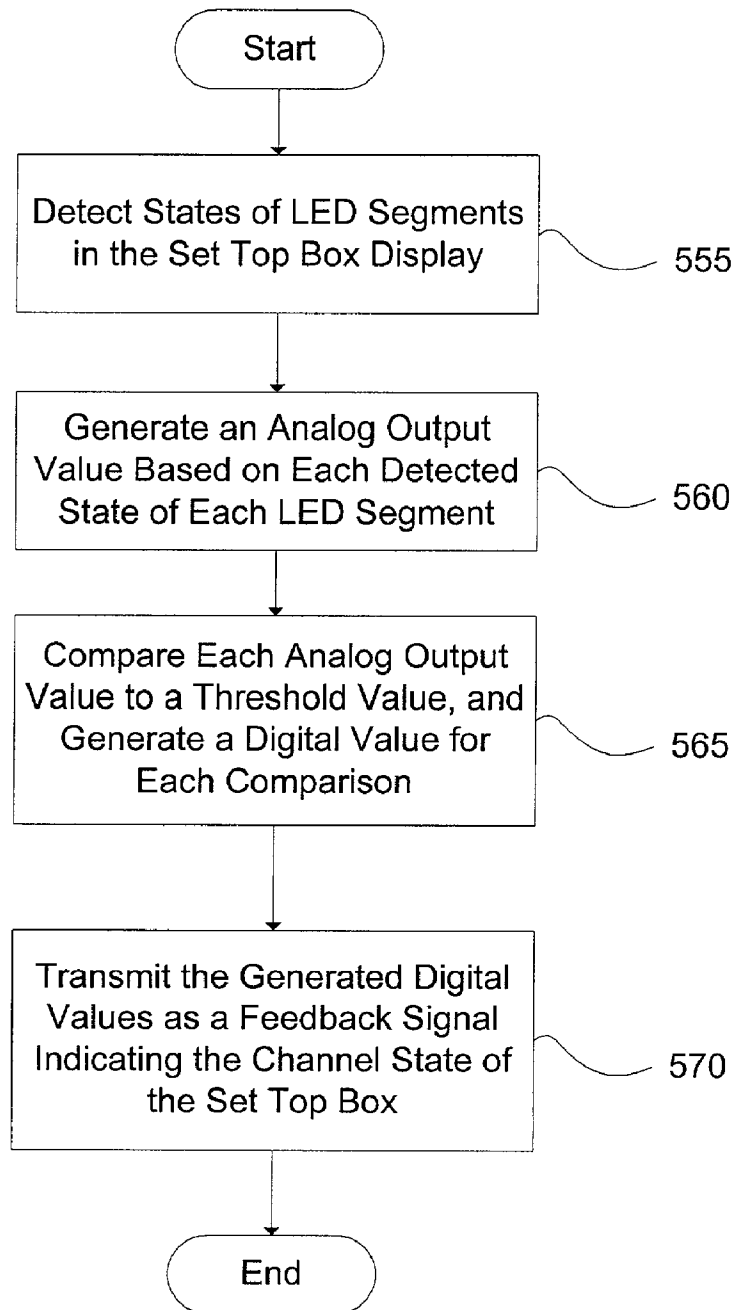 Start
Detect States of LED Segments
in the Set Top Box Display
555
Generate an Analog Output
Value Based on Each Detected
State of Each LED Segment
560
Compare Each Analog Output
Value to a Threshold Value, and
Generate a Digital Value for
Each Comparison
565
Transmit the Generated Digital
Values as a Feedback Signal
Indicating the Channel State of
the Set Top Box
570
End